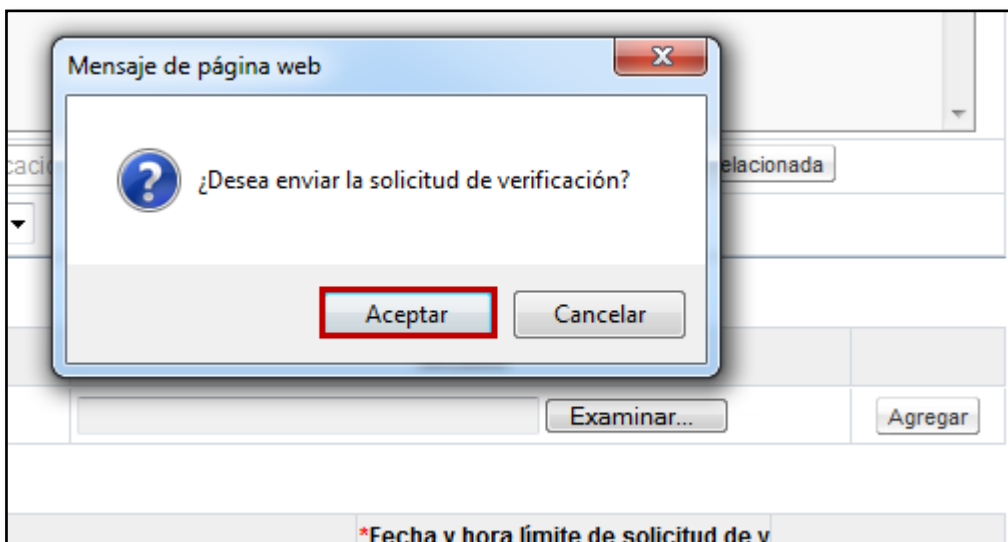 Mensaje de página web
¿Desea enviar la solicitud de verificación?
elacionada
Aceptar Cancelar
Examinar... Agregar
*Fecha y hora límite de solicitud de v